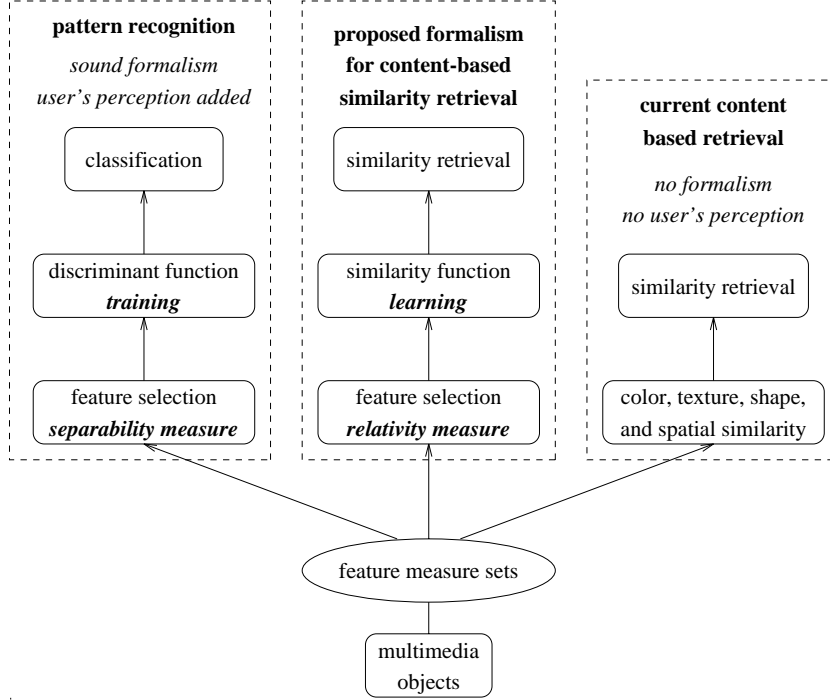 pattern recognition
sound formalism
user's perception added
classification
discriminant function
training
feature selection
separability measure
proposed formalism
for content-based
similarity retrieval
similarity retrieval
similarity function
learning
feature selection
relativity measure
current content
based retrieval
no formalism
no user's perception
similarity retrieval
color, texture, shape,
and spatial similarity
feature measure sets
multimedia
objects